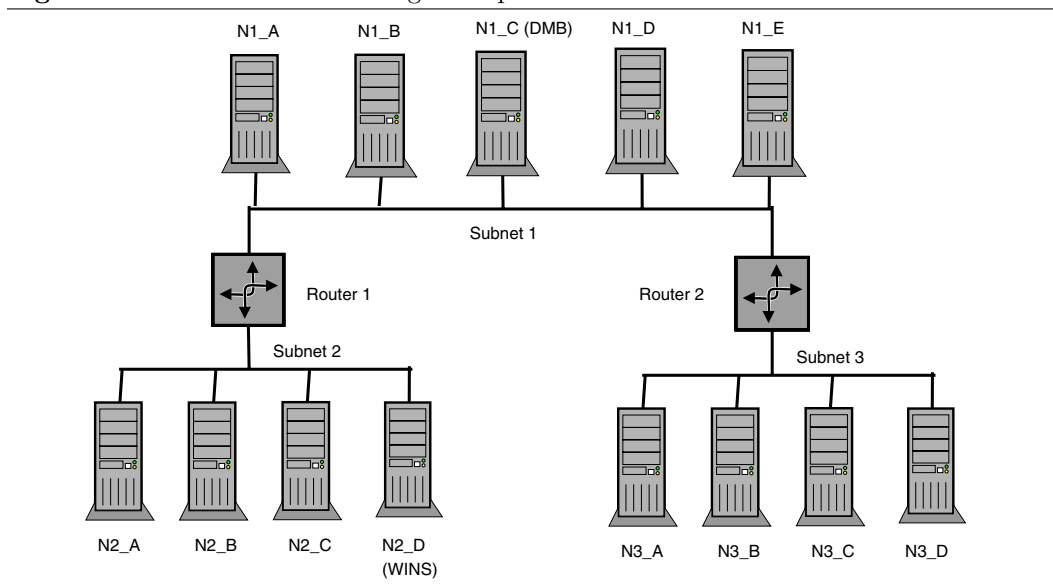 N1_A
N1_B
N1_C (DMB)
N1_D
N1_E
Subnet 1
Router 1
Router 2
Subnet 2
Subnet 3
N2_A
N2_B
N2_C
N2_D
(WINS)
N3_A
N3_B
N3_C
N3_D